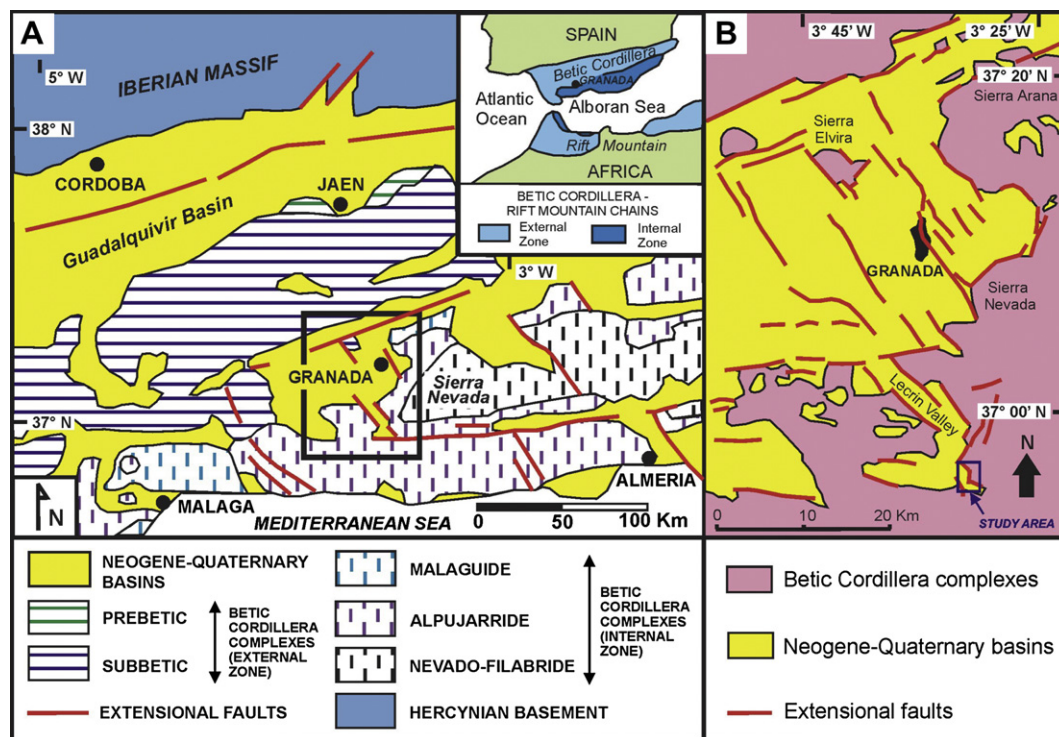 A
5° W
IBERIAN MASSIF
38° N
CORDOBA
JAEN
Guadalquivir Basin
3° W
GRANADA
Sierra
Nevada
37° N
MALAGA
ALMERIA
MEDITERRANEAN SEA
0 50 100 Km
N
SPAIN
Betic Cordillera
GRANADA
Atlantic
Ocean
Alboran Sea
Rift Mountain
AFRICA
BETIC CORDILLERA -
RIFT MOUNTAIN CHAINS
External
Zone
Internal
Zone
B
3° 45' W
3° 25' W
37° 20' N
Sierra Arana
Sierra
Elvira
GRANADA
Sierra
Nevada
Lecrin Valley
37° 00' N
N
0 10 20 Km
STUDY AREA
NEOGENE-QUATERNARY
BASINS
PREBETIC
SUBBETIC
BETIC
CORDILLERA
COMPLEXES
(EXTERNAL
ZONE)
EXTENSIONAL FAULTS
MALAGUIDE
ALPUJARRIDE
NEVADO-FILABRIDE
BETIC
CORDILLERA
COMPLEXES
(INTERNAL
ZONE)
HERCYNIAN BASEMENT
Betic Cordillera complexes
Neogene-Quaternary basins
Extensional faults